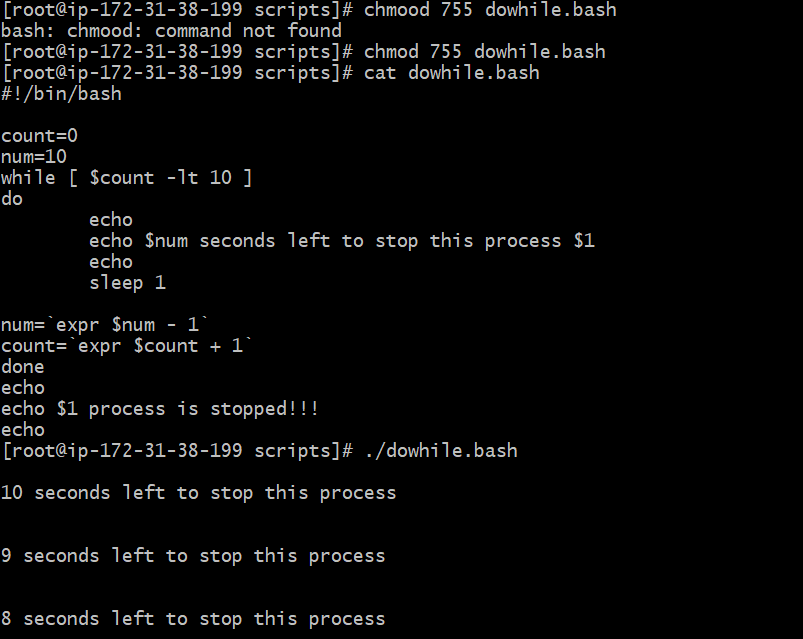 [root@ip-172-31-38-199 scripts]# chmood 755 dowhile.bash
bash: chmood: command not found
[root@ip-172-31-38-199 scripts]# chmod 755 dowhile.bash
[root@ip-172-31-38-199 scripts]# cat dowhile.bash
#!/bin/bash

count=0
num=10
while [ $count -lt 10 ]
do
        echo
        echo $num seconds left to stop this process $1
        echo
        sleep 1

num=`expr $num - 1`
count=`expr $count + 1`
done
echo
echo $1 process is stopped!!!
echo
[root@ip-172-31-38-199 scripts]# ./dowhile.bash

10 seconds left to stop this process


9 seconds left to stop this process


8 seconds left to stop this process